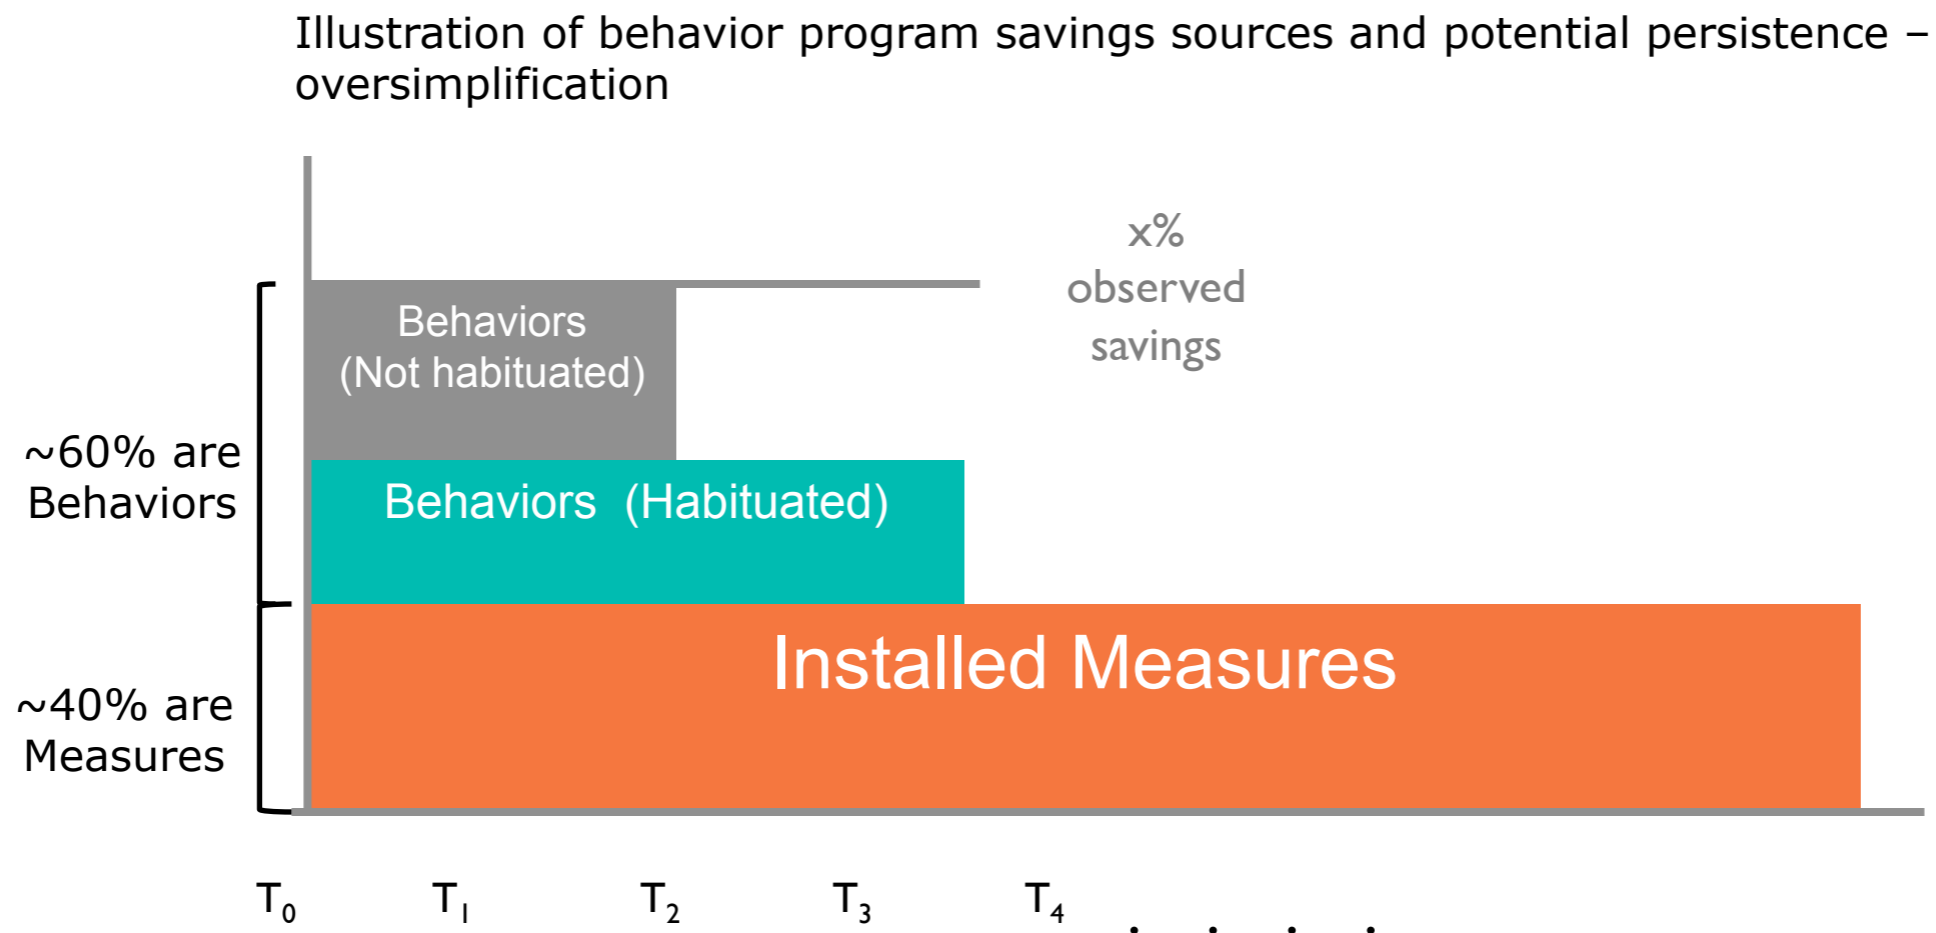 Illustration of behavior program savings sources and potential persistence –
oversimplification
x%
observed
savings
Behaviors
(Not habituated)
~60% are
Behaviors
Behaviors (Habituated)
Installed Measures
~40% are
Measures
T0 T1 T2 T3 T4 . . . .